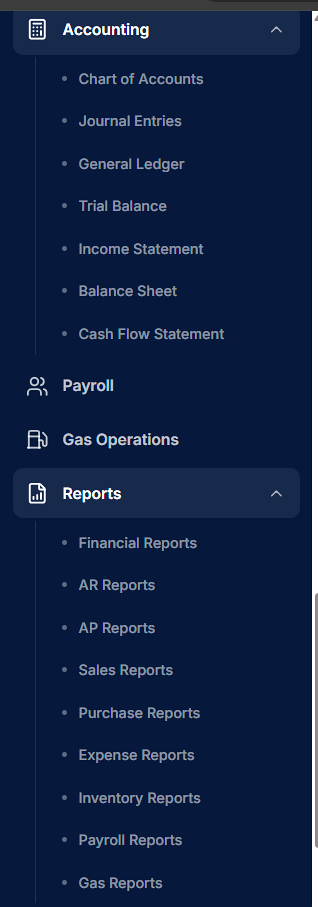 Accounting
Chart of Accounts
Journal Entries
General Ledger
Trial Balance
Income Statement
Balance Sheet
Cash Flow Statement
Payroll
Gas Operations
Reports
Financial Reports
AR Reports
AP Reports
Sales Reports
Purchase Reports
Expense Reports
Inventory Reports
Payroll Reports
Gas Reports